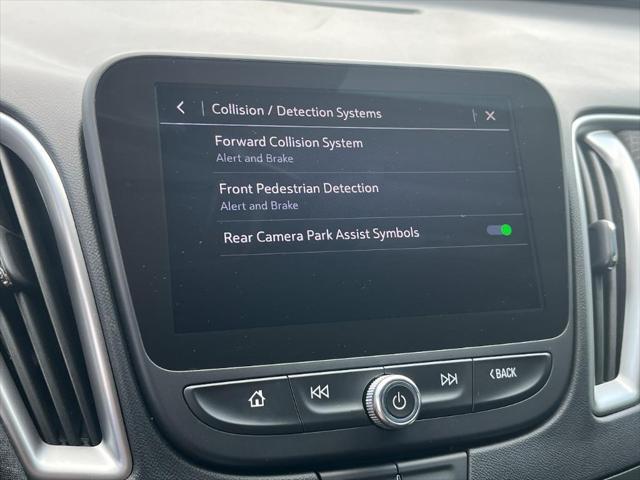 Collision / Detection Systems
Forward Collision System
Alert and Brake
Front Pedestrian Detection
Alert and Brake
Rear Camera Park Assist Symbols
BACK